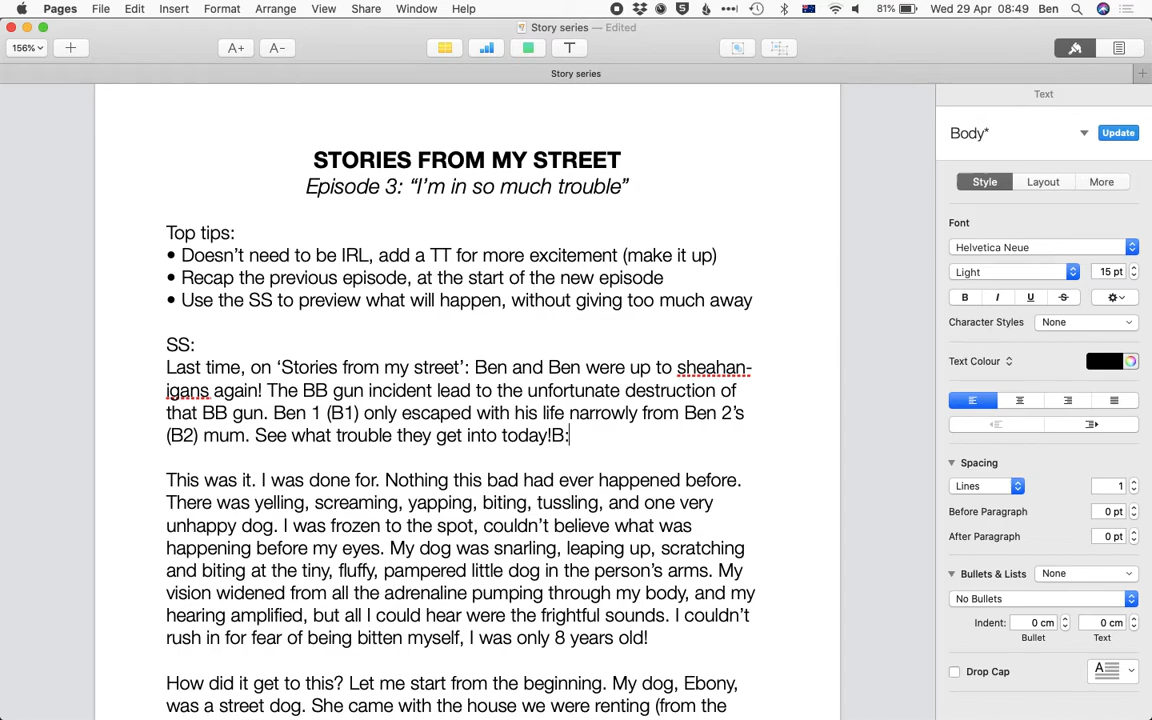 Pages File Edit Insert Format Arrange View Share Window Help 81% Wed 29 Apr 08:49 Ben
Story series — Edited
156% A+ A- T
Story series
STORIES FROM MY STREET
Episode 3: “I’m in so much trouble”
Top tips:
• Doesn’t need to be IRL, add a TT for more excitement (make it up)
• Recap the previous episode, at the start of the new episode
• Use the SS to preview what will happen, without giving too much away
SS:
Last time, on ‘Stories from my street’: Ben and Ben were up to sheahan-
igans again! The BB gun incident lead to the unfortunate destruction of
that BB gun. Ben 1 (B1) only escaped with his life narrowly from Ben 2’s
(B2) mum. See what trouble they get into today!B:
This was it. I was done for. Nothing this bad had ever happened before.
There was yelling, screaming, yapping, biting, tussling, and one very
unhappy dog. I was frozen to the spot, couldn’t believe what was
happening before my eyes. My dog was snarling, leaping up, scratching
and biting at the tiny, fluffy, pampered little dog in the person’s arms. My
vision widened from all the adrenaline pumping through my body, and my
hearing amplified, but all I could hear were the frightful sounds. I couldn’t
rush in for fear of being bitten myself, I was only 8 years old!
How did it get to this? Let me start from the beginning. My dog, Ebony,
was a street dog. She came with the house we were renting (from the
Text
Body* Update
Style Layout More
Font
Helvetica Neue
Light 15 pt
B I U S
Character Styles None
Text Colour
Spacing
Lines 1
Before Paragraph 0 pt
After Paragraph 0 pt
Bullets & Lists None
No Bullets
Indent: 0 cm 0 cm
Bullet Text
Drop Cap A